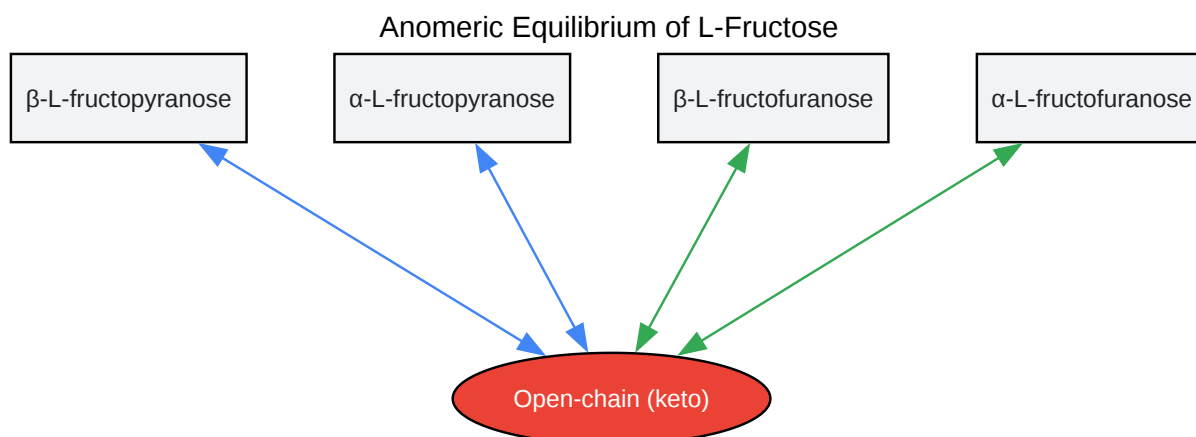 Anomeric Equilibrium of L-Fructose
β-L-fructopyranose
α-L-fructopyranose
β-L-fructofuranose
α-L-fructofuranose
Open-chain (keto)